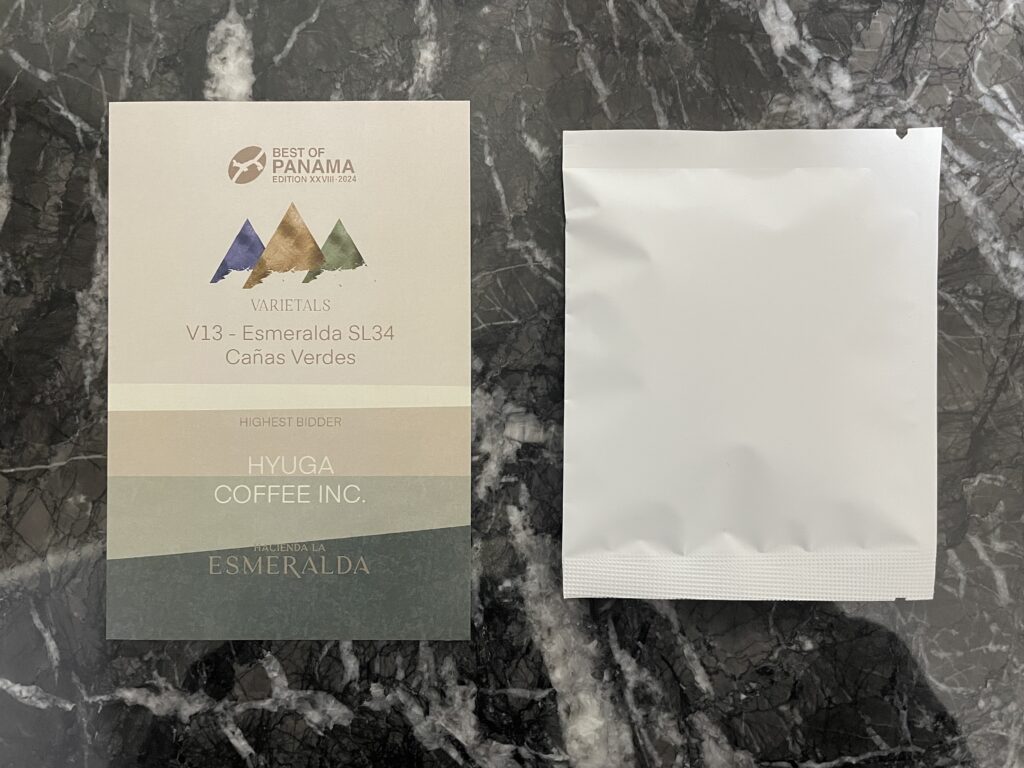 BEST OF
PANAMA
EDITION XXVIII-2024
VARIETALS
V13 - Esmeralda SL34
Cañas Verdes
HIGHEST BIDDER
HYUGA
COFFEE INC.
HACIENDA LA
ESMERALDA